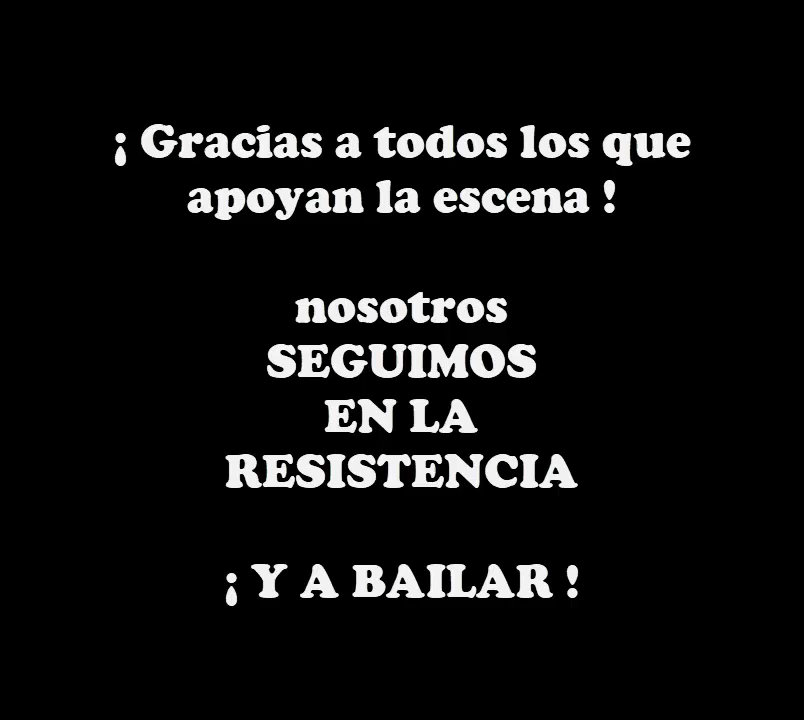 ¡ Gracias a todos los que
apoyan la escena !
nosotros
SEGUIMOS
EN LA
RESISTENCIA
¡ Y A BAILAR !